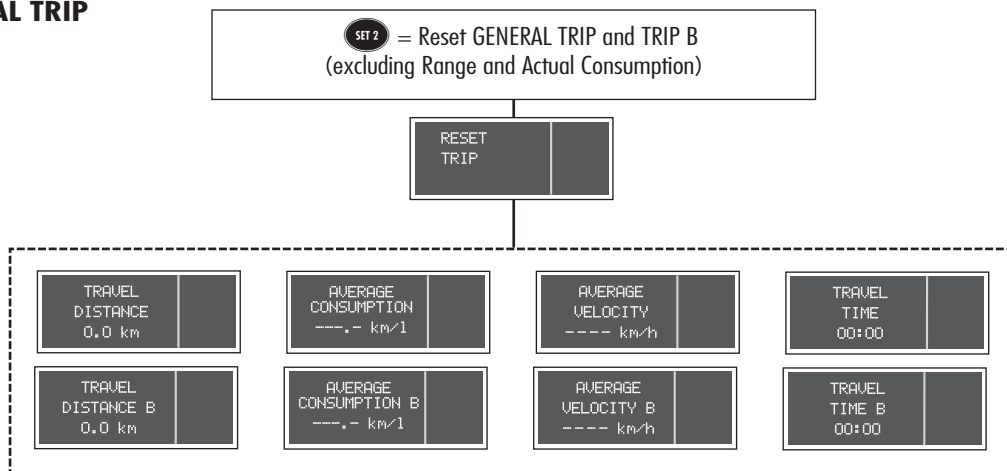 AL TRIP
SET 2 = Reset GENERAL TRIP and TRIP B
(excluding Range and Actual Consumption)
RESET
TRIP
TRAVEL
DISTANCE
0.0 km
AVERAGE
CONSUMPTION
---.- km/l
AVERAGE
VELOCITY
---- km/h
TRAVEL
TIME
00:00
TRAVEL
DISTANCE B
0.0 km
AVERAGE
CONSUMPTION B
---.- km/l
AVERAGE
VELOCITY B
---- km/h
TRAVEL
TIME B
00:00